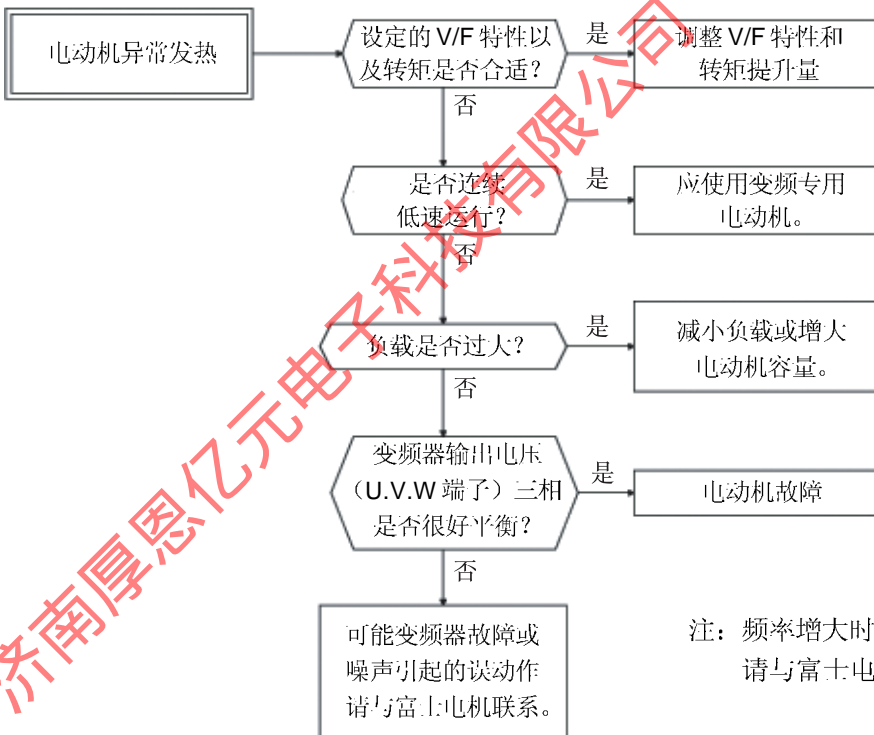 电动机异常发热
设定的 V/F 特性以
及转矩是否合适？
是
调整 V/F 特性和
转矩提升量
否
是否连续
低速运行？
是
应使用变频专用
电动机。
否
负载是否过大？
是
减小负载或增大
电动机容量。
否
变频器输出电压
（U.V.W 端子）三相
是否很好平衡？
是
电动机故障
否
可能变频器故障或
噪声引起的误动作
请与富士电机联系。
注：频率增大时
请与富士电
济南厚恩亿元电子科技有限公司